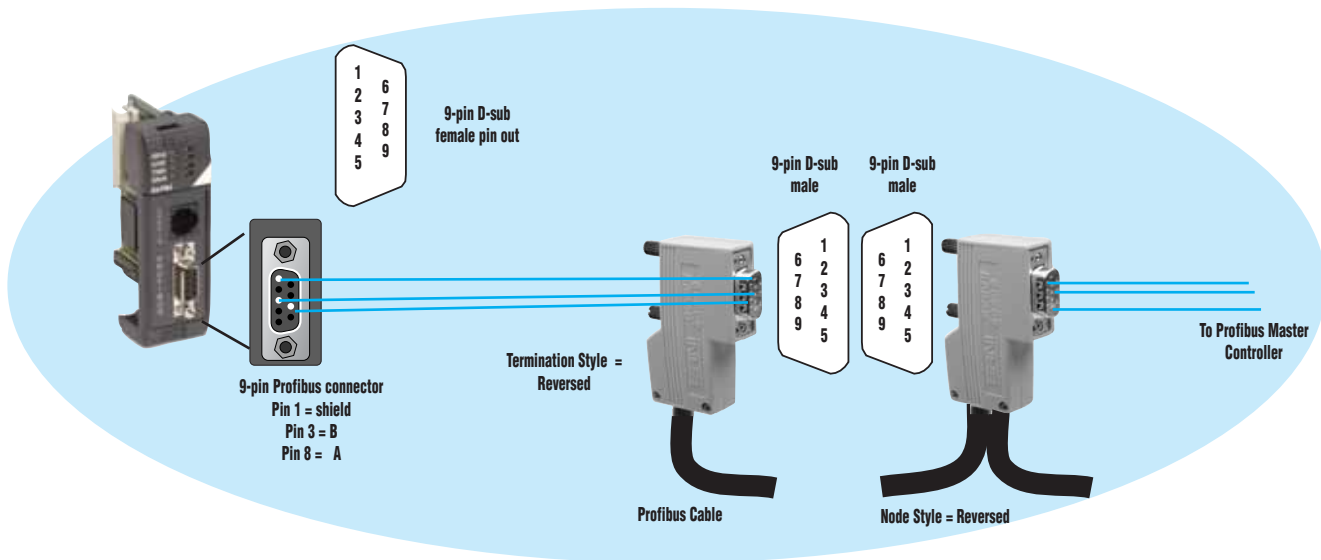 1
2
3
4
5
6
7
8
9
9-pin D-sub
female pin out
9-pin D-sub
male
9-pin D-sub
male
6
7
8
9
1
2
3
4
5
6
7
8
9
1
2
3
4
5
To Profibus Master
Controller
Termination Style =
Reversed
9-pin Profibus connector
Pin 1 = shield
Pin 3 = B
Pin 8 = A
Profibus Cable
Node Style = Reversed